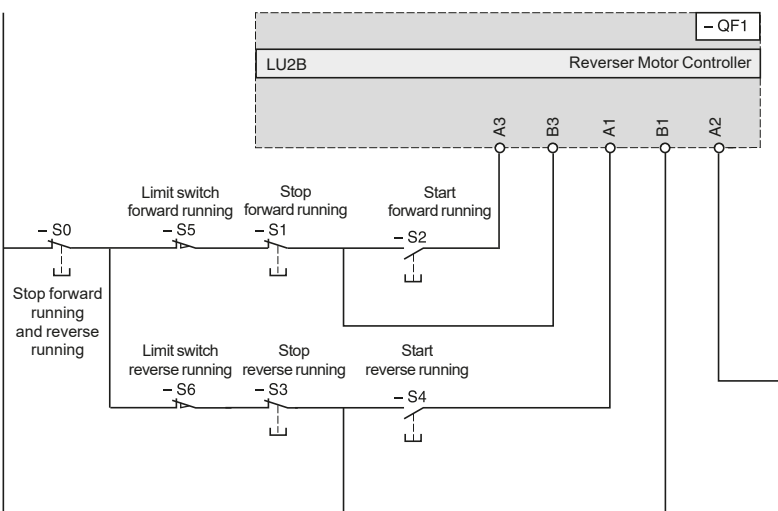 – QF1
LU2B Reverser Motor Controller
A3 B3 A1 B1 A2
Limit switch
forward running
Stop
forward running
Start
forward running
– S0
– S5
– S1
– S2
Stop forward
running
and reverse
running
Limit switch
reverse running
Stop
reverse running
Start
reverse running
– S6
– S3
– S4